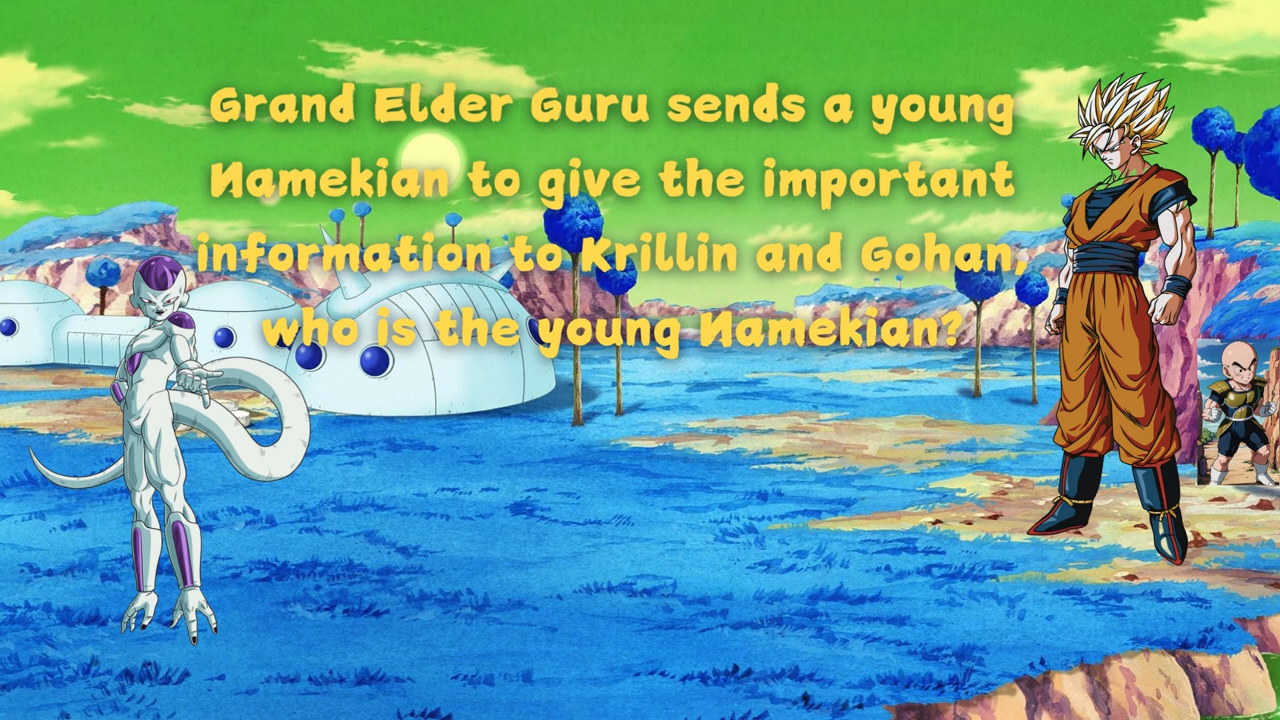 Grand Elder Guru sends a young
Namekian to give the important
information to Krillin and Gohan,
who is the young Namekian?